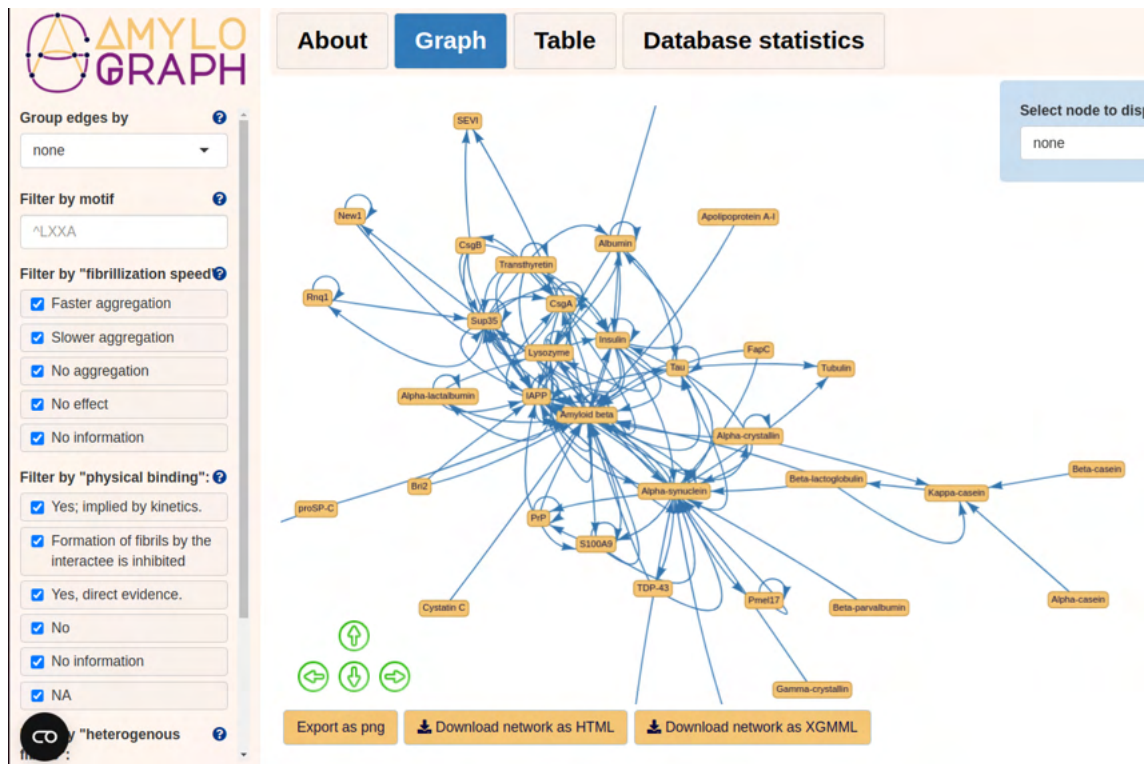 AMYLO
GRAPH
About
Graph
Table
Database statistics
Group edges by
none
Filter by motif
^LXXA
Filter by "fibrillization speed"
Faster aggregation
Slower aggregation
No aggregation
No effect
No information
Filter by "physical binding":
Yes; implied by kinetics.
Formation of fibrils by the
interactee is inhibited
Yes, direct evidence.
No
No information
NA
"heterogenous
Select node to disp
none
SEVI
New1
Apolipoprotein A-I
CsgB
Albumin
Transthyretin
Rnq1
CsgA
Sup35
Insulin
Lysozyme
FapC
Tau
Tubulin
Alpha-lactalbumin
IAPP
Amyloid beta
Alpha-crystallin
Beta-casein
Beta-lactoglobulin
Bri2
Alpha-synuclein
Kappa-casein
proSP-C
PrP
S100A9
TDP-43
Pmel17
Alpha-casein
Cystatin C
Beta-parvalbumin
Gamma-crystallin
Export as png
Download network as HTML
Download network as XGMML